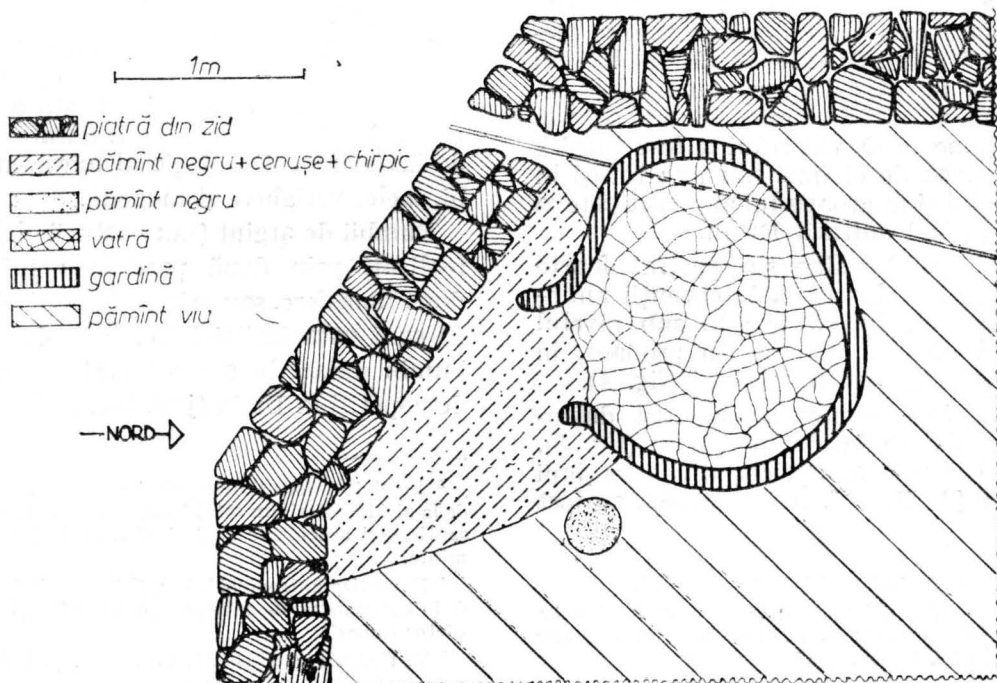 1m
piatră din zid
pămînt negru+cenușe+chirpic
pămînt negru
vatră
gardină
pămînt viu
NORD